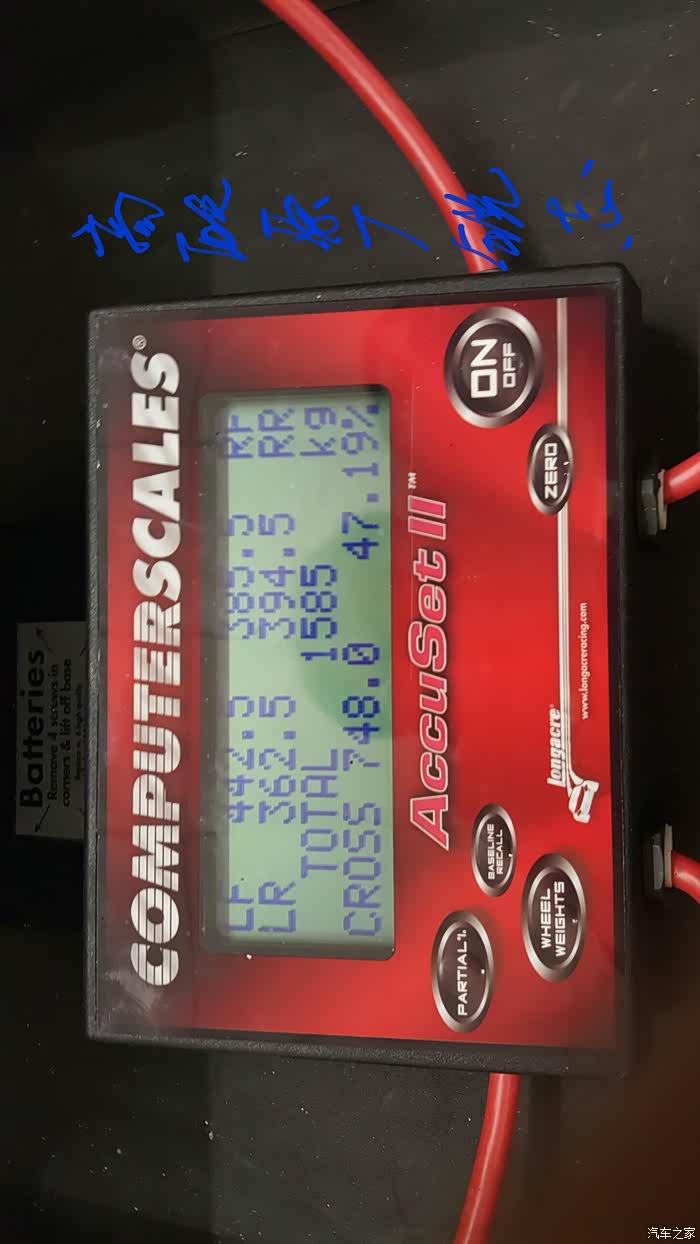 Batteries
Remove 4 screws in
corners & lift off base
COMPUTERSCALES®
LF 442.5 385.5 RF
LR 362.5 394.5 RR
TOTAL 1585 kg
CROSS 748.0 47.19%
AccuSet II™
PARTIAL%
BASELINE
RECALL
WHEEL
WEIGHTS
ON
OFF
ZERO
Longacre®
www.longacreracing.com
汽车之家